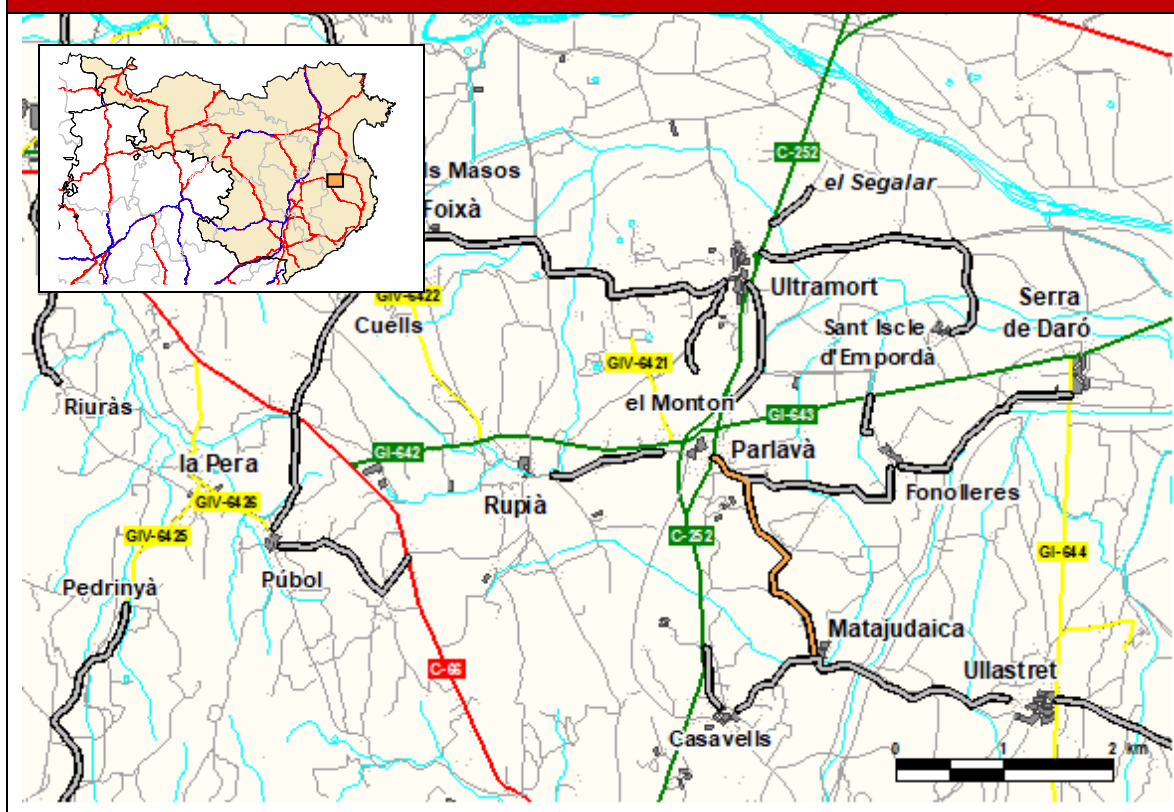 C-252
el Segalar
ls Masos
Foixà
Ultramort
Serra
de Daró
GIV-6422
Cuells
Sant Iscle
d'Empordà
GIV-6421
Riuràs
el Montori
GI-643
la Pera
GI-642
Parlavà
GIV-6426
Rupià
Fonolleres
GIV-6425
C-252
GI-644
Pedrinyà
Púbol
Matajudaica
C-66
Ullastret
Casavells
0 1 2 km